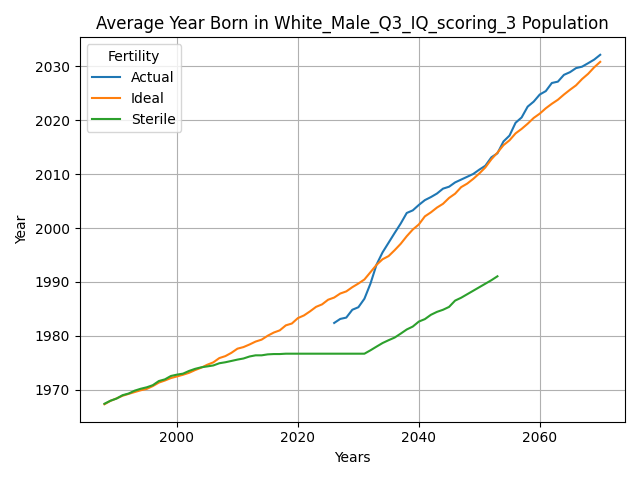 Average Year Born in White_Male_Q3_IQ_scoring_3 Population
Fertility
Actual
Ideal
Sterile
Year
2030
2020
2010
2000
1990
1980
1970
2000
2020
2040
2060
Years